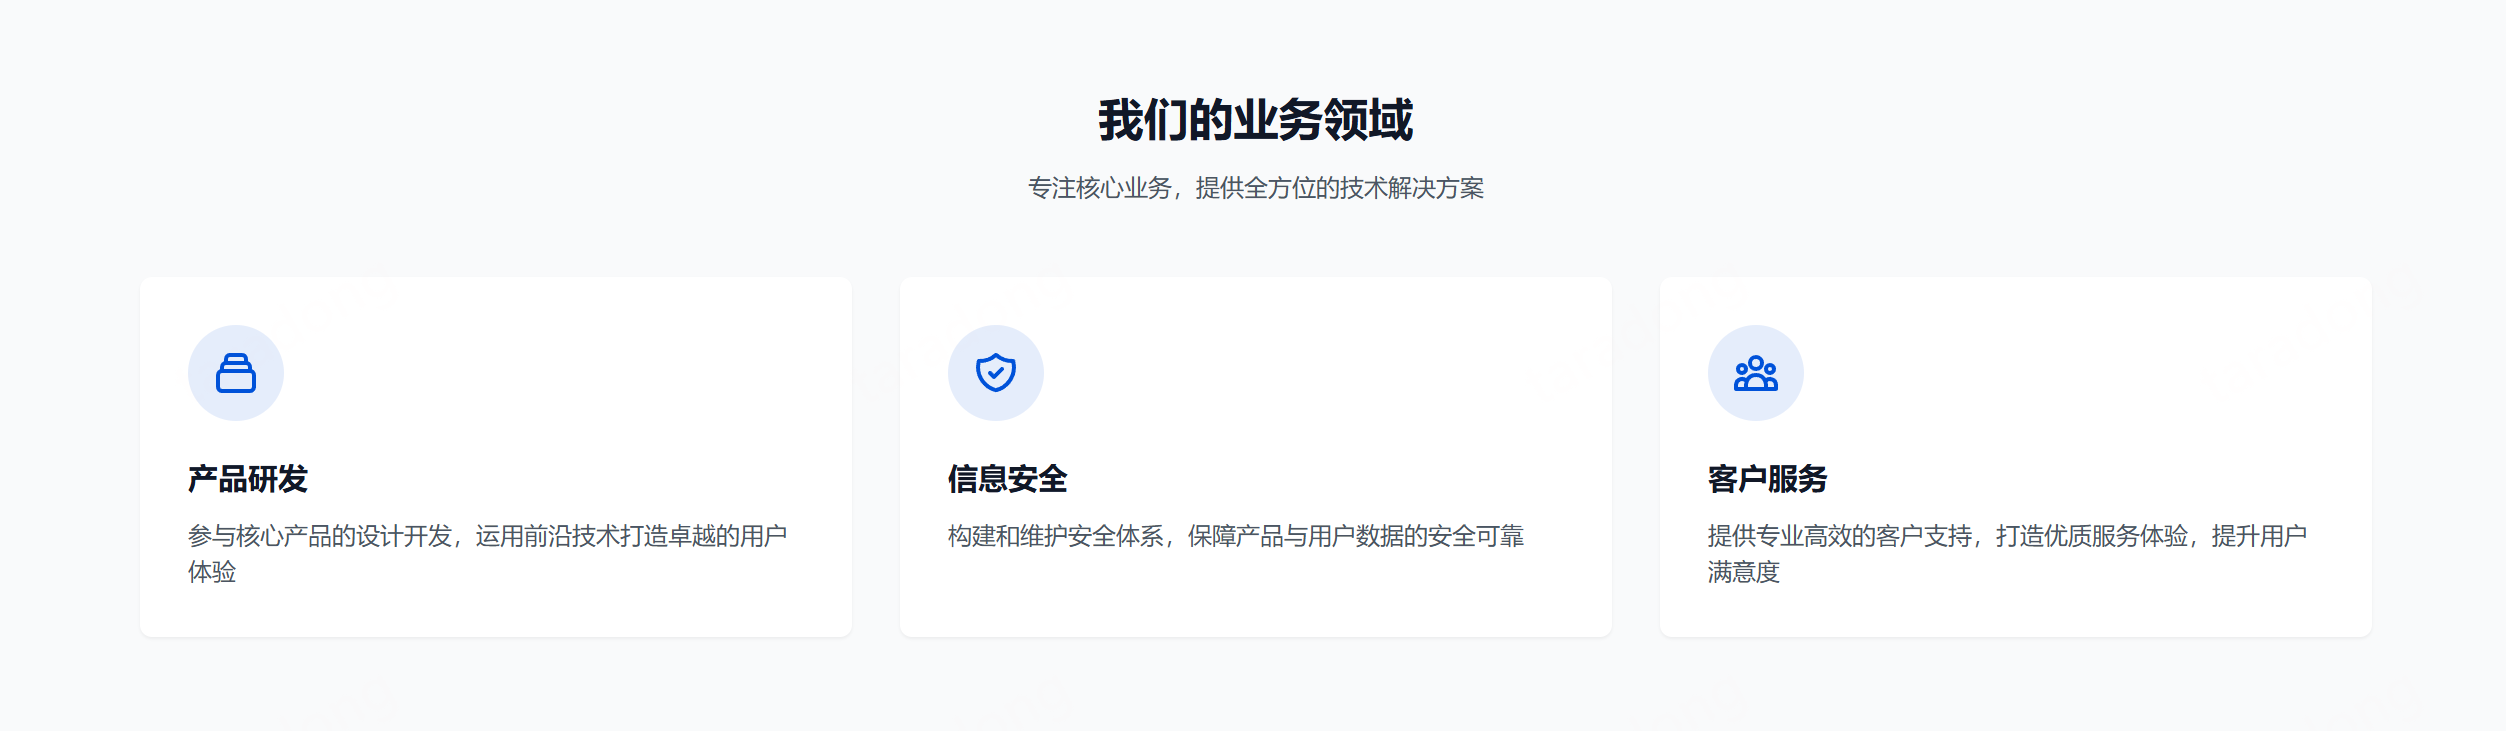 我们的业务领域
专注核心业务，提供全方位的技术解决方案
产品研发
参与核心产品的设计开发，运用前沿技术打造卓越的用户
体验
信息安全
构建和维护安全体系，保障产品与用户数据的安全可靠
客户服务
提供专业高效的客户支持，打造优质服务体验，提升用户
满意度